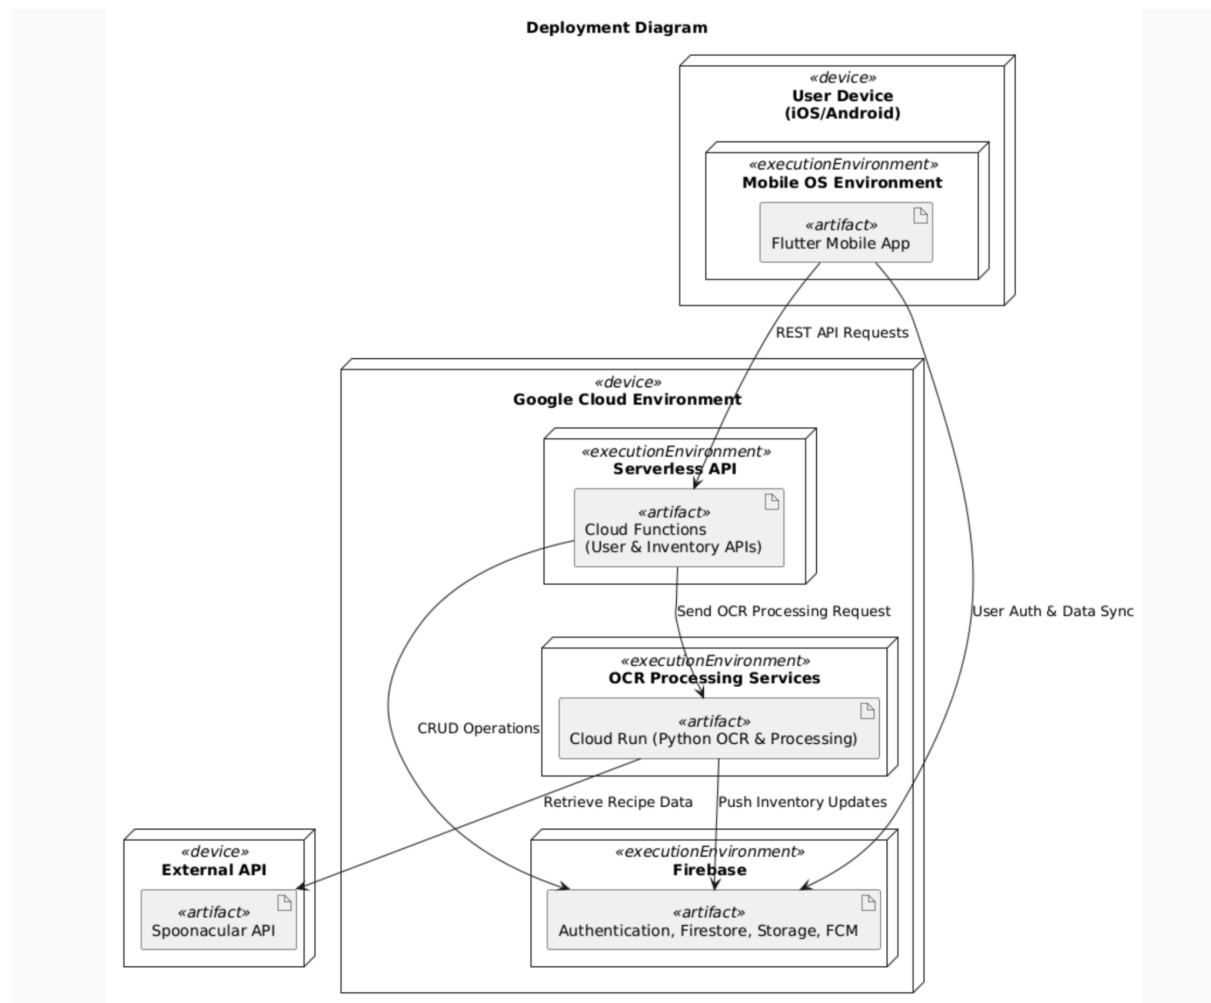 Deployment Diagram
«device»
User Device
(iOS/Android)
«executionEnvironment»
Mobile OS Environment
«artifact»
Flutter Mobile App
REST API Requests
«device»
Google Cloud Environment
«executionEnvironment»
Serverless API
«artifact»
Cloud Functions
(User & Inventory APIs)
Send OCR Processing Request
User Auth & Data Sync
«executionEnvironment»
OCR Processing Services
«artifact»
Cloud Run (Python OCR & Processing)
CRUD Operations
Retrieve Recipe Data
Push Inventory Updates
«device»
External API
«artifact»
Spoonacular API
«executionEnvironment»
Firebase
«artifact»
Authentication, Firestore, Storage, FCM